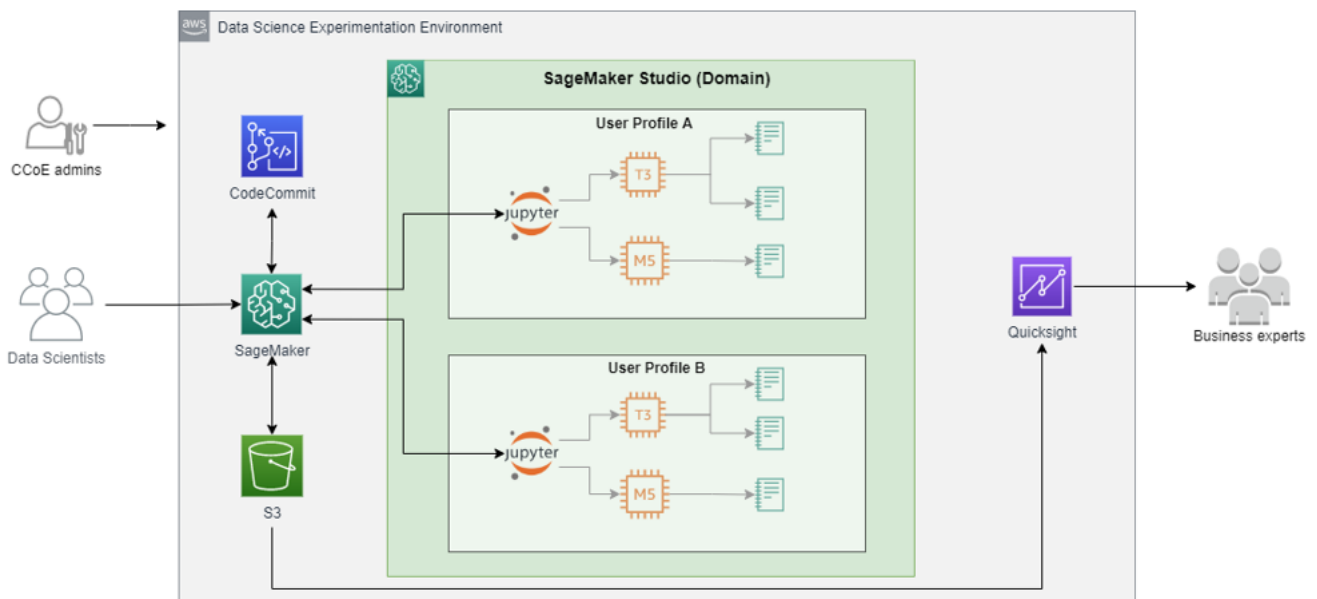 aws
Data Science Experimentation Environment
SageMaker Studio (Domain)
User Profile A
CCoE admins
CodeCommit
T3
jupyter
M5
SageMaker
Data Scientists
Quicksight
Business experts
User Profile B
T3
jupyter
M5
S3